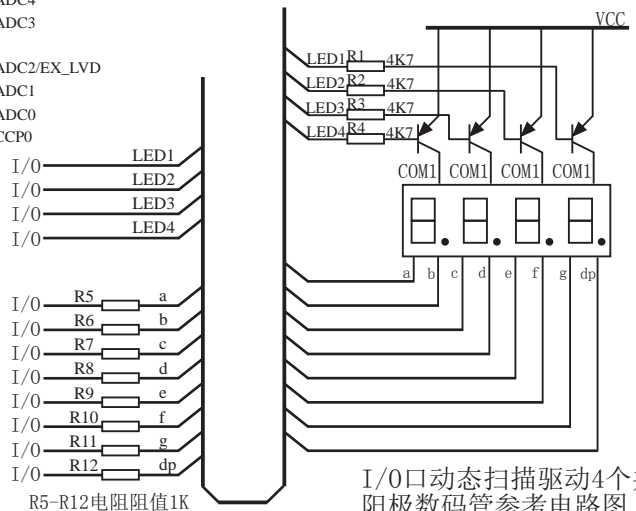 ADC3
ADC2/EX_LVD
ADC1
ADC0
CCP0
VCC
LED1 R1 4K7
LED2 R2 4K7
LED3 R3 4K7
LED4 R4 4K7
COM1 COM1 COM1 COM1
a b c d e f g dp
I/O LED1
I/O LED2
I/O LED3
I/O LED4
I/O R5 a
I/O R6 b
I/O R7 c
I/O R8 d
I/O R9 e
I/O R10 f
I/O R11 g
I/O R12 dp
R5-R12电阻阻值1K
I/O口动态扫描驱动4个
阳极数码管参考电路图